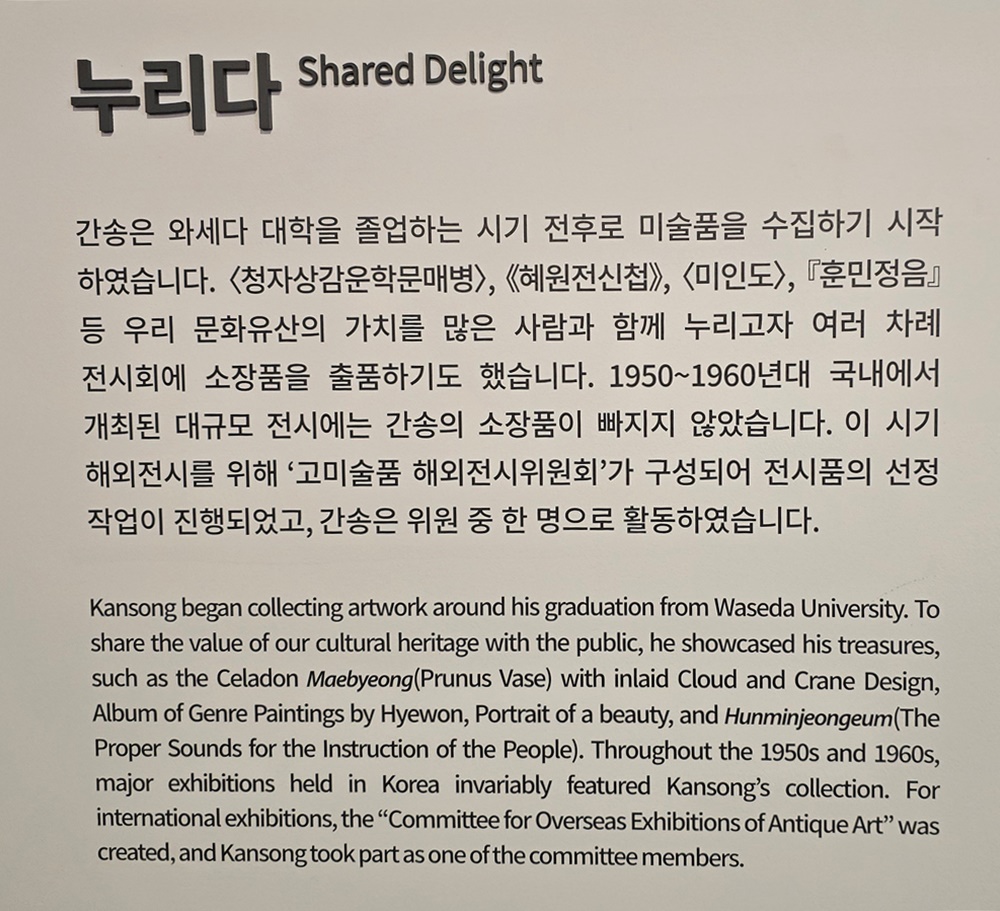 누리다 Shared Delight
간송은 와세다 대학을 졸업하는 시기 전후로 미술품을 수집하기 시작
하였습니다. 〈청자상감운학문매병〉, 《혜원전신첩》, 〈미인도〉, 『훈민정음』
등 우리 문화유산의 가치를 많은 사람과 함께 누리고자 여러 차례
전시회에 소장품을 출품하기도 했습니다. 1950~1960년대 국내에서
개최된 대규모 전시에는 간송의 소장품이 빠지지 않았습니다. 이 시기
해외전시를 위해 ‘고미술품 해외전시위원회’가 구성되어 전시품의 선정
작업이 진행되었고, 간송은 위원 중 한 명으로 활동하였습니다.
Kansong began collecting artwork around his graduation from Waseda University. To
share the value of our cultural heritage with the public, he showcased his treasures,
such as the Celadon Maebyeong(Prunus Vase) with inlaid Cloud and Crane Design,
Album of Genre Paintings by Hyewon, Portrait of a beauty, and Hunminjeongeum(The
Proper Sounds for the Instruction of the People). Throughout the 1950s and 1960s,
major exhibitions held in Korea invariably featured Kansong’s collection. For
international exhibitions, the “Committee for Overseas Exhibitions of Antique Art” was
created, and Kansong took part as one of the committee members.